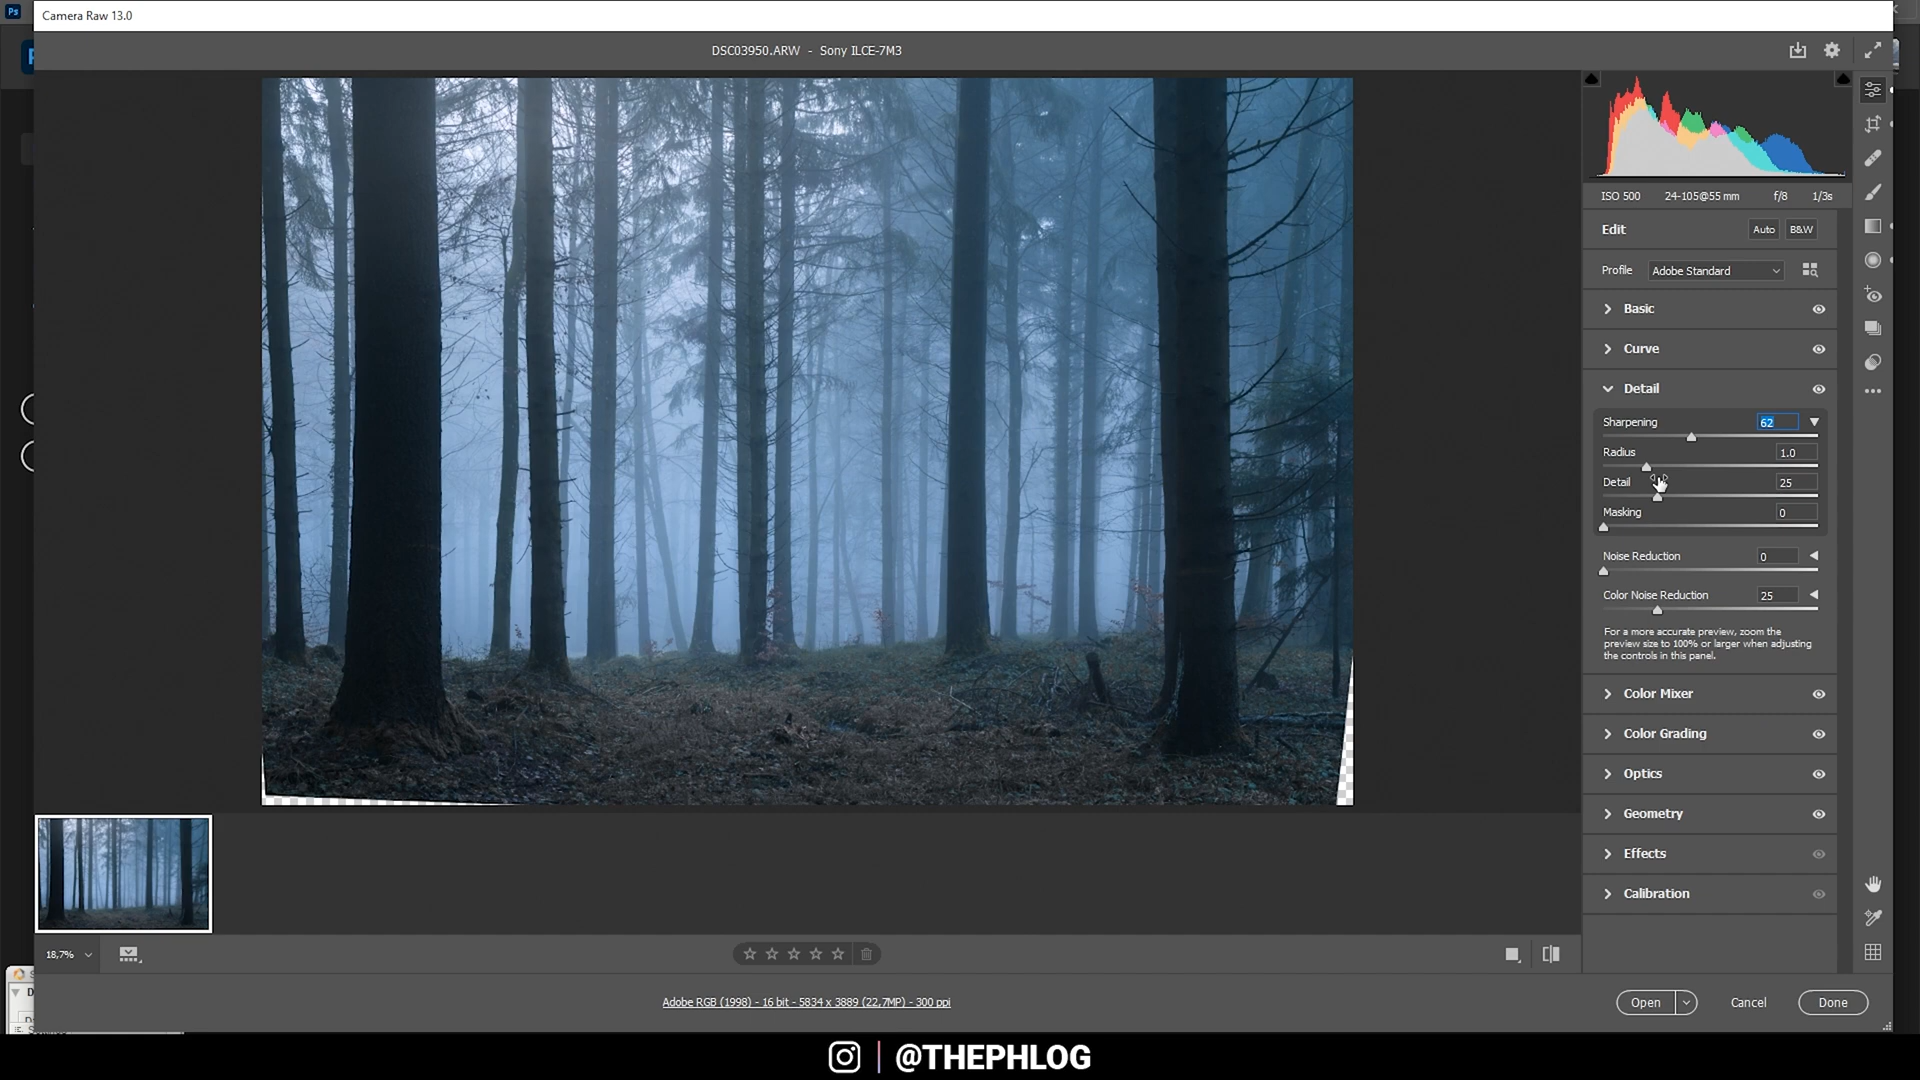 Ps
Camera Raw 13.0
DSC03950.ARW - Sony ILCE-7M3
ISO 500 24-105@55 mm f/8 1/3s
Edit Auto B&W
Profile Adobe Standard
Basic
Curve
Detail
Sharpening 62
Radius 1.0
Detail 25
Masking 0
Noise Reduction 0
Color Noise Reduction 25
For a more accurate preview, zoom the
preview size to 100% or larger when adjusting
the controls in this panel.
Color Mixer
Color Grading
Optics
Geometry
Effects
Calibration
18,7%
Adobe RGB (1998) - 16 bit - 5834 x 3889 (22,7MP) - 300 ppi
Open Cancel Done
@THEPHLOG